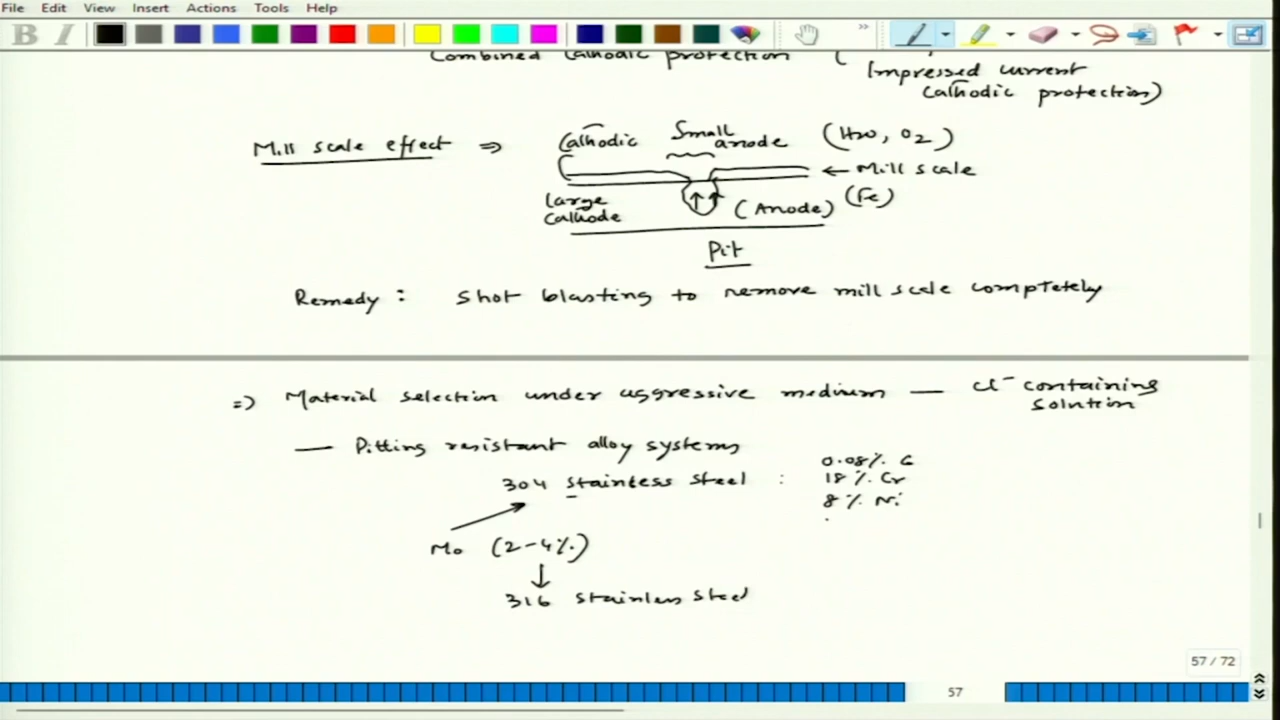 File Edit View Insert Actions Tools Help
B I
Combined Cathodic protection (
Impressed current
Cathodic protection)
Mill scale effect ⇒ Cathodic Small anode (H2O, O2)
← Mill scale
Large Cathode (Anode) (Fe)
Pit
Remedy : Shot blasting to remove mill scale completely
⇒ Material selection under aggressive medium — Cl⁻ containing solution
— Pitting resistant alloy systems
304 Stainless Steel : 0.08% C
18% Cr
8% Ni
Mo (2-4%)
↓
316 Stainless Steel
57 / 72
57